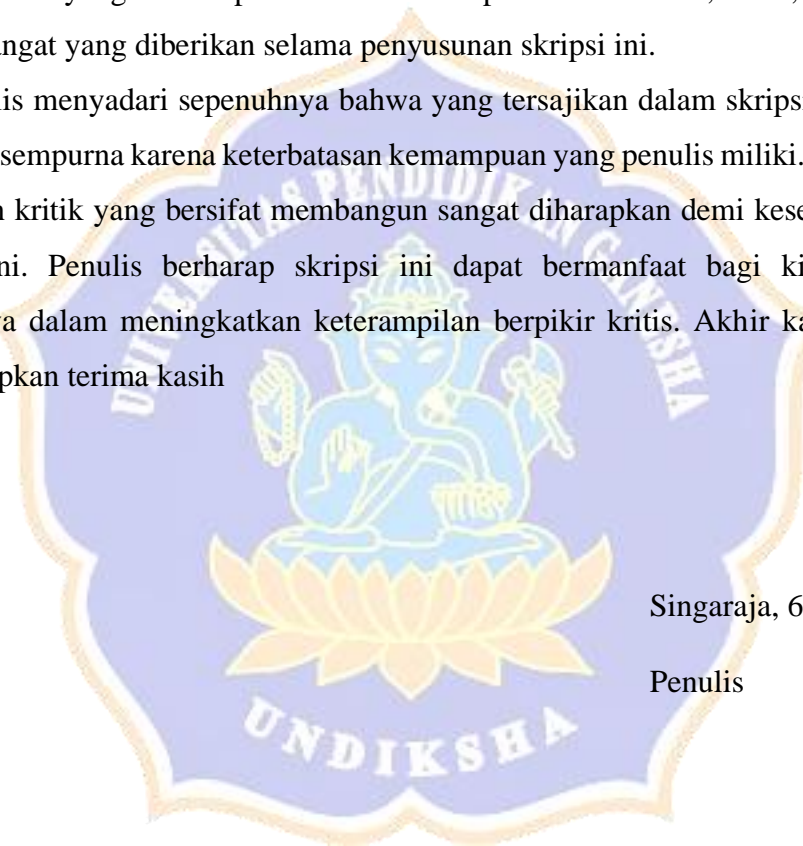 angat yang diberikan selama penyusunan skripsi ini.
lis menyadari sepenuhnya bahwa yang tersajikan dalam skrips
sempurna karena keterbatasan kemampuan yang penulis miliki.
n kritik yang bersifat membangun sangat diharapkan demi kese
ni. Penulis berharap skripsi ini dapat bermanfaat bagi ki
ya dalam meningkatkan keterampilan berpikir kritis. Akhir ka
pkan terima kasih
UNIVERSITAS PENDIDIKAN GANESHA
Singaraja, 6
Penulis
UNDIKSHA